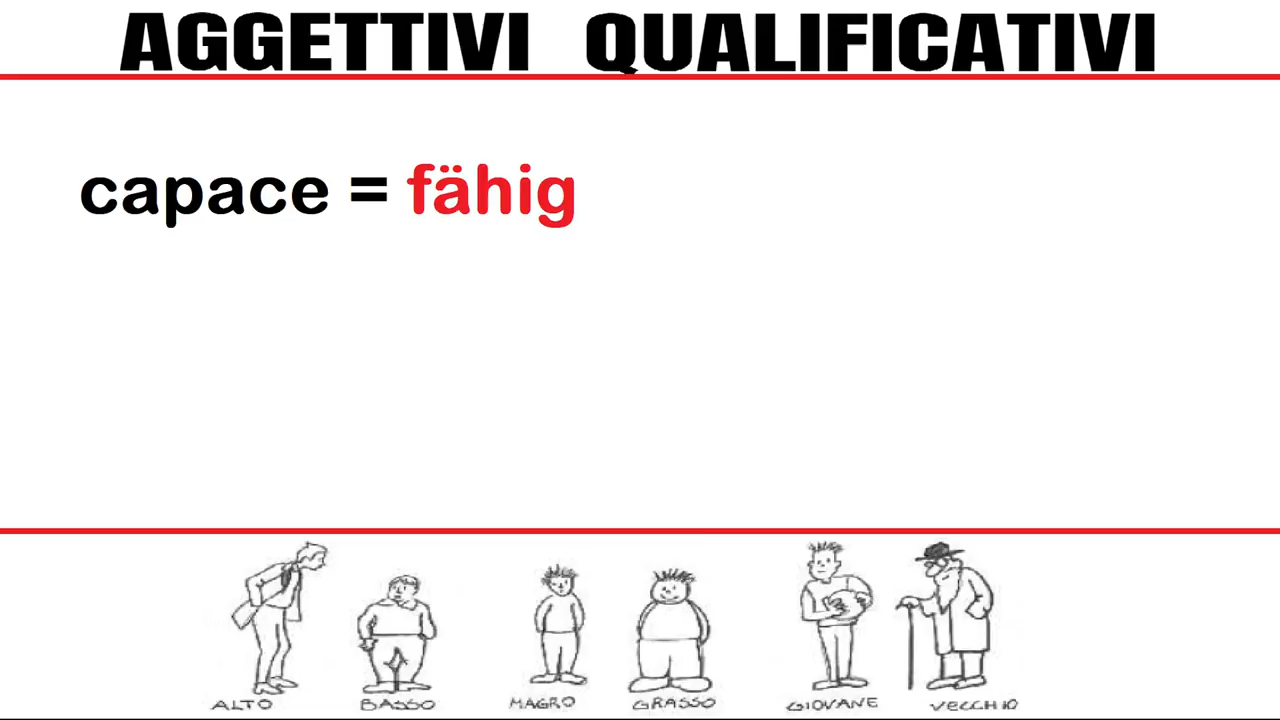 AGGETTIVI QUALIFICATIVI
capace = fähig
ALTO BASSO MAGRO GRASSO GIOVANE VECCHIO